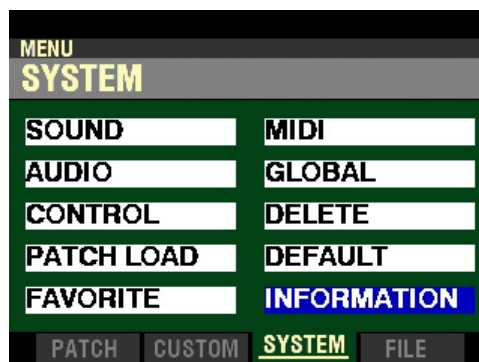 MENU
SYSTEM
SOUND MIDI
AUDIO GLOBAL
CONTROL DELETE
PATCH LOAD DEFAULT
FAVORITE INFORMATION
PATCH CUSTOM SYSTEM FILE